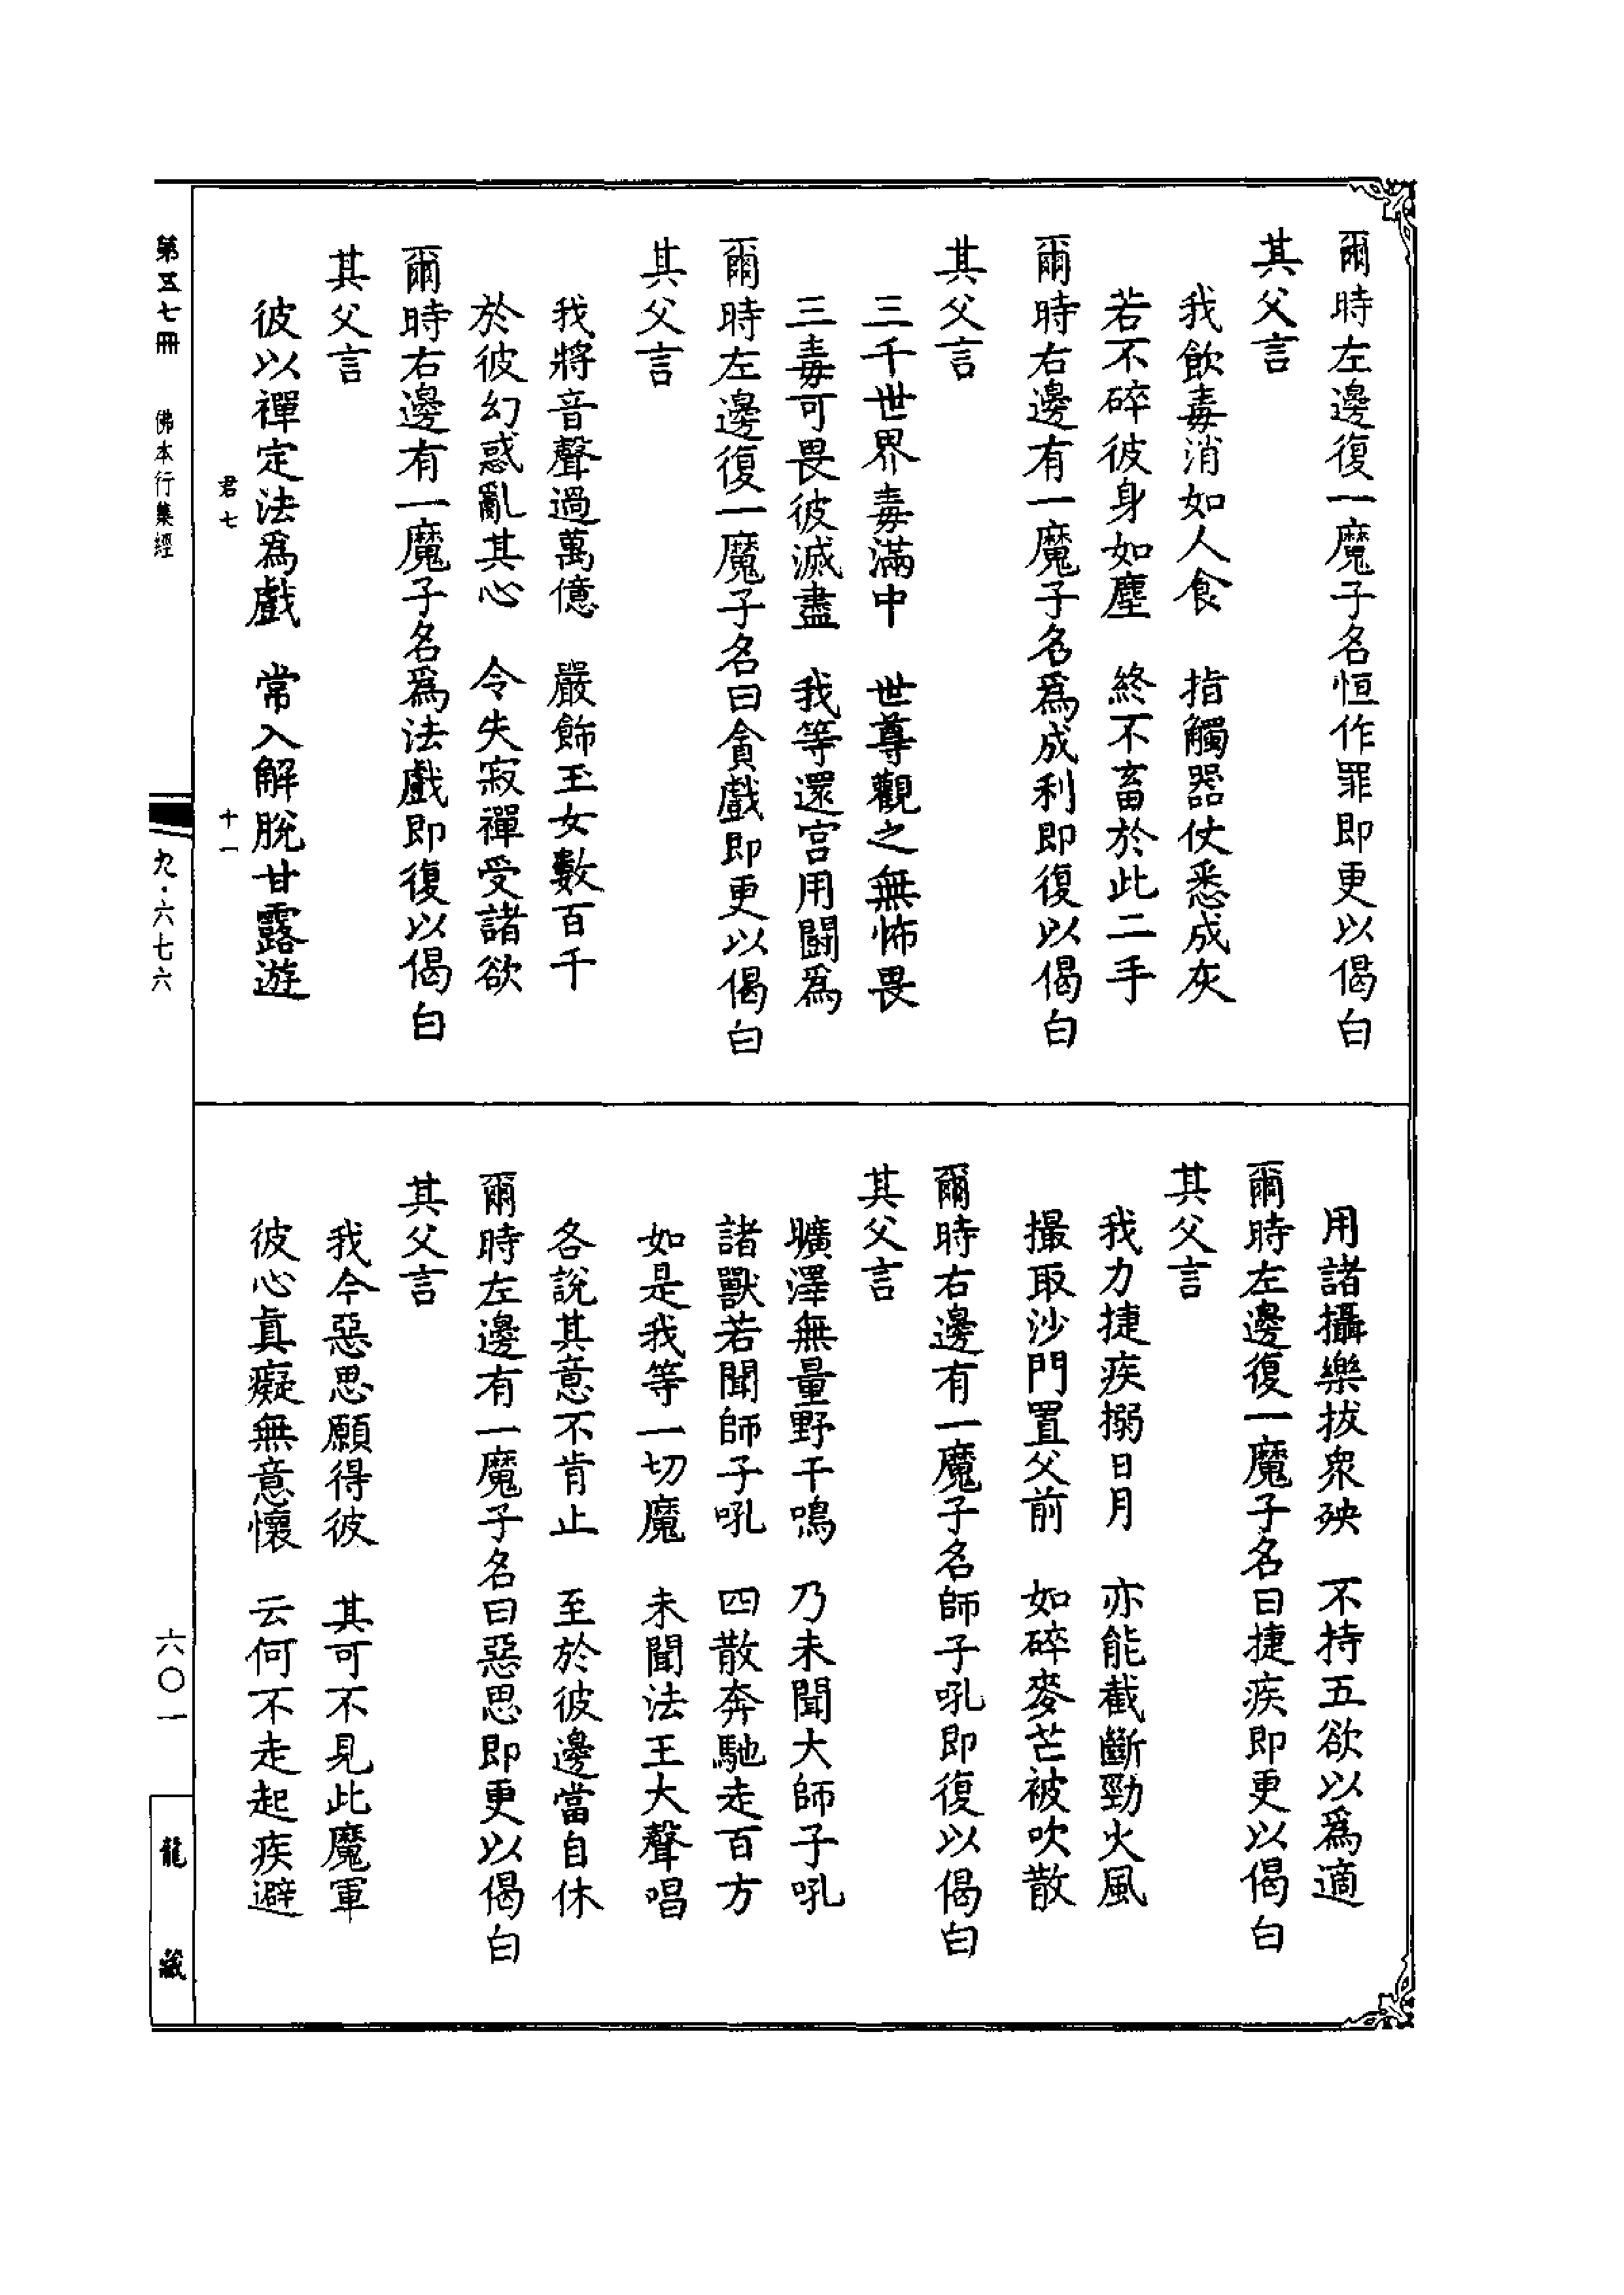 爾時左邊復一魔子名恒作罪即更以偈白
其父言
我飲毒消如人食　指觸器仗悉成灰
若不碎彼身如塵　終不畜於此二手
爾時右邊有一魔子名爲成利即復以偈白
其父言
三千世界毒滿中　世尊觀之無怖畏
三毒可畏彼滅盡　我等還宮用鬪爲
爾時左邊復一魔子名曰貪戲即更以偈白
其父言
我將音聲過萬億　嚴飾玉女數百千
於彼幻惑亂其心　令失寂禪受諸欲
爾時右邊有一魔子名爲法戲即復以偈白
其父言
彼以禪定法爲戲　常入解脫甘露遊
用諸攝樂拔衆殃　不持五欲以爲適
爾時左邊復一魔子名曰捷疾即更以偈白
其父言
我力捷疾搦日月　亦能截斷勁火風
撮取沙門置父前　如碎麥芒被吹散
爾時右邊有一魔子名師子吼即復以偈白
其父言
曠澤無量野干鳴　乃未聞大師子吼
諸獸若聞師子吼　四散奔馳走百方
如是我等一切魔　未聞法王大聲唱
各說其意不肯止　至於彼邊當自休
爾時左邊有一魔子名曰惡思即更以偈白
其父言
我今惡思願得彼　其可不見此魔軍
彼心真癡無意懷　云何不走起疾避
君七　十一
第五七冊　佛本行集經　九·六七六　六〇一　龍藏